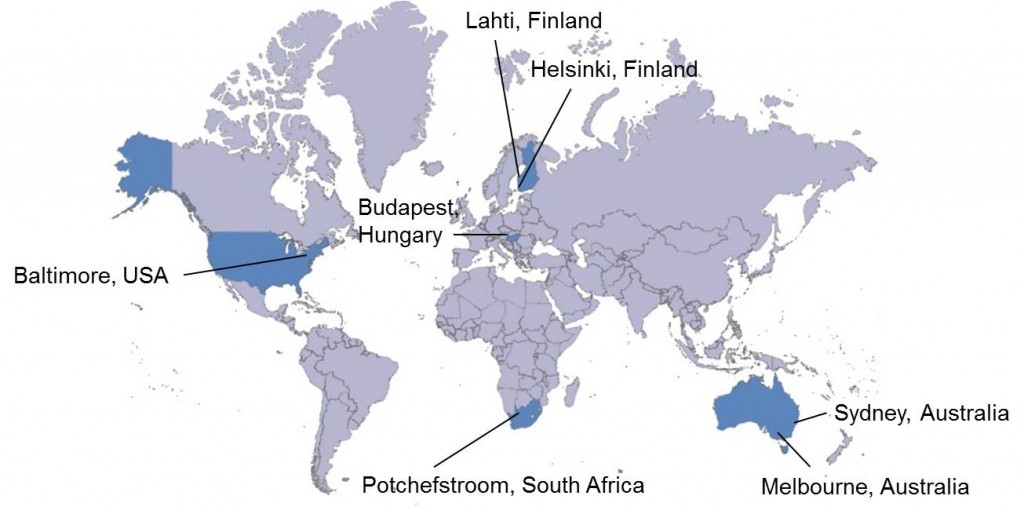 Lahti, Finland
Helsinki, Finland
Budapest,
Hungary
Baltimore, USA
Sydney, Australia
Potchefstroom, South Africa
Melbourne, Australia